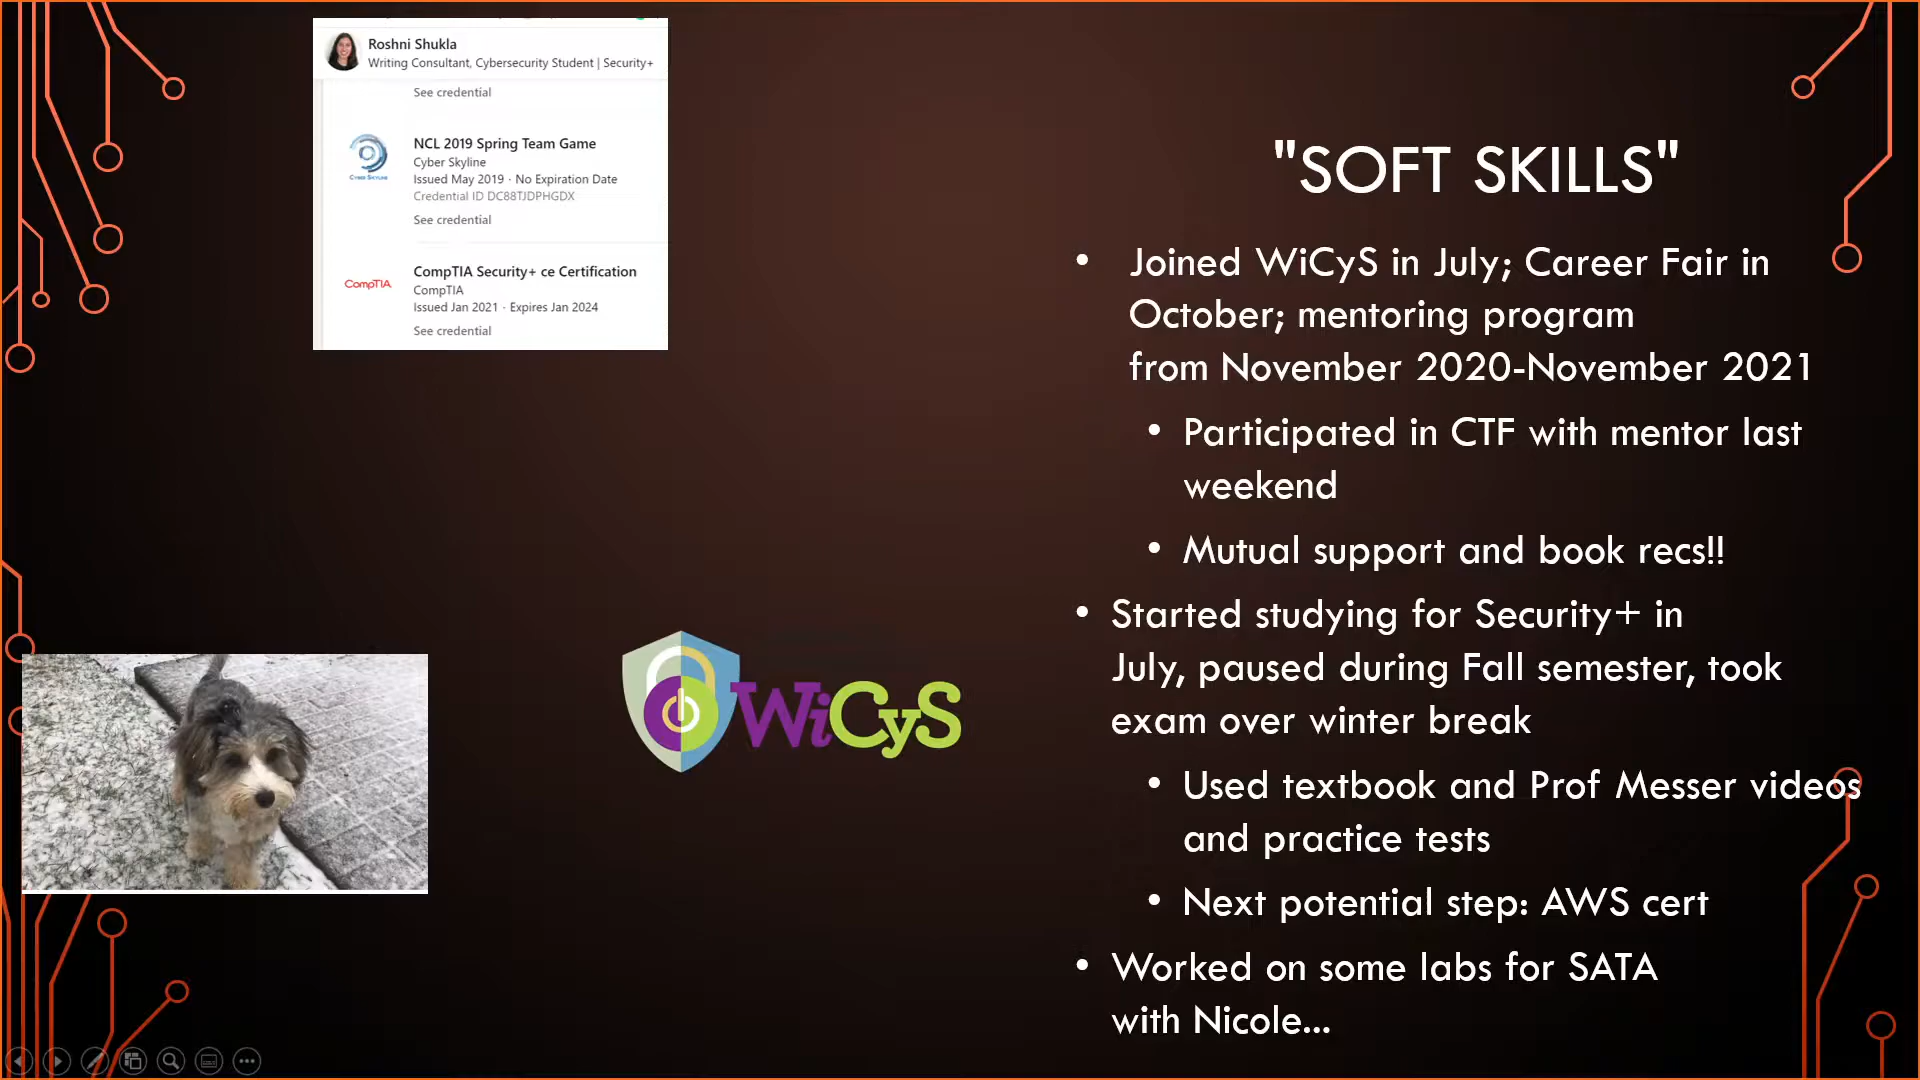 Roshni Shukla
Writing Consultant, Cybersecurity Student | Security+
See credential
NCL 2019 Spring Team Game
Cyber Skyline
Issued May 2019 · No Expiration Date
Credential ID DC88TJDPHGDX
See credential
CYBER SKYLINE
CompTIA Security+ ce Certification
CompTIA
Issued Jan 2021 · Expires Jan 2024
See credential
CompTIA
WiCyS
"SOFT SKILLS"
• Joined WiCyS in July; Career Fair in
October; mentoring program
from November 2020-November 2021
• Participated in CTF with mentor last
weekend
• Mutual support and book recs!!
• Started studying for Security+ in
July, paused during Fall semester, took
exam over winter break
• Used textbook and Prof Messer videos
and practice tests
• Next potential step: AWS cert
• Worked on some labs for SATA
with Nicole...